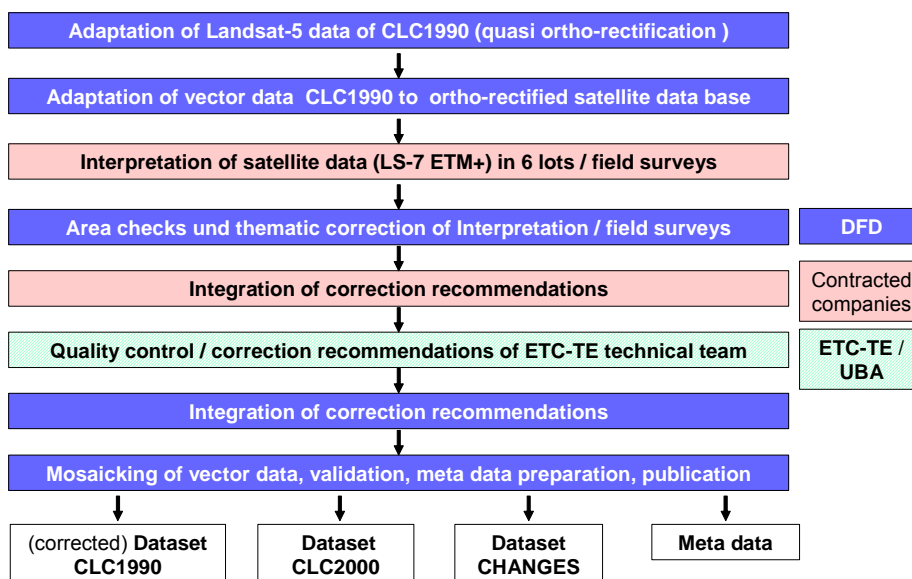 Adaptation of Landsat-5 data of CLC1990 (quasi ortho-rectification )
Adaptation of vector data CLC1990 to ortho-rectified satellite data base
Interpretation of satellite data (LS-7 ETM+) in 6 lots / field surveys
Area checks und thematic correction of Interpretation / field surveys
DFD
Integration of correction recommendations
Contracted
companies
Quality control / correction recommendations of ETC-TE technical team
ETC-TE /
UBA
Integration of correction recommendations
Mosaicking of vector data, validation, meta data preparation, publication
(corrected) Dataset
CLC1990
Dataset
CLC2000
Dataset
CHANGES
Meta data